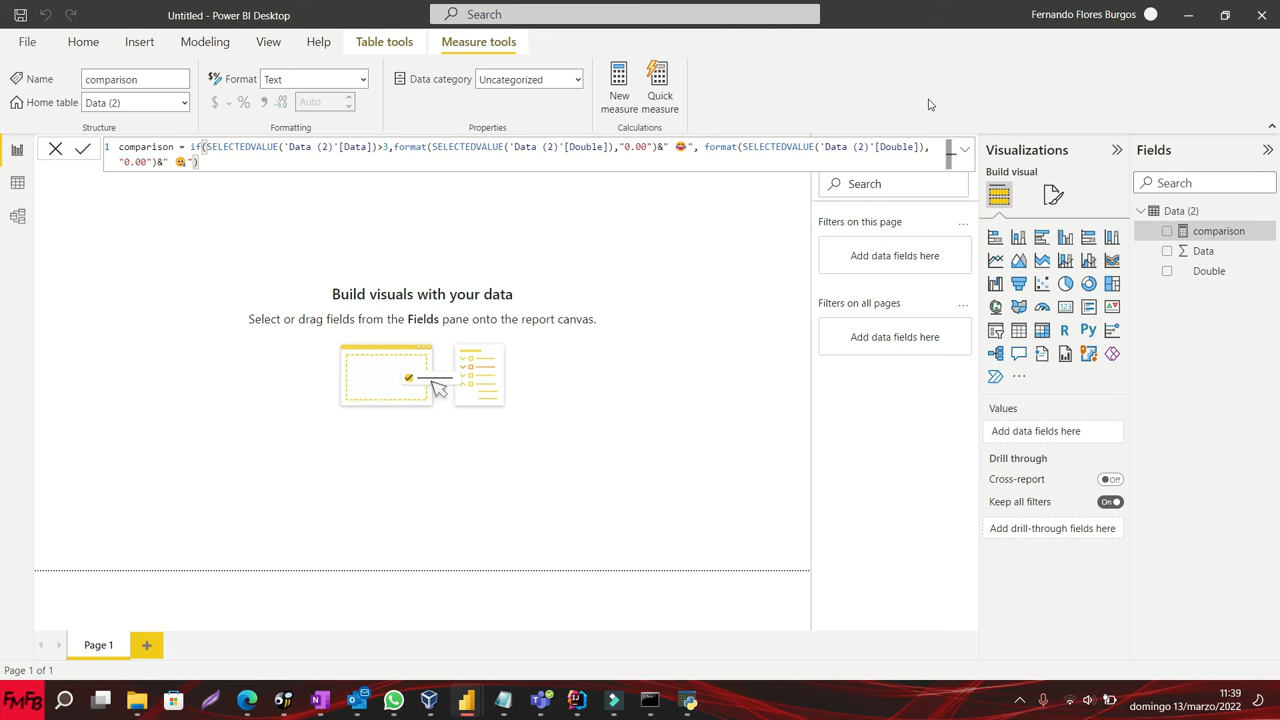 Untitled - Power BI Desktop
Search
Fernando Flores Burgos
File
Home
Insert
Modeling
View
Help
Table tools
Measure tools
Name
comparison
Format
Text
Data category
Uncategorized
New measure
Quick measure
Home table
Data (2)
$
%
Auto
Structure
Formatting
Properties
Calculations
1 comparison = if(SELECTEDVALUE('Data (2)'[Data])>3,format(SELECTEDVALUE('Data (2)'[Double]),"0.00")&" 😂", format(SELECTEDVALUE('Data (2)'[Double]),
"0.00")&" 🤔")
Search
Filters on this page
...
Add data fields here
Filters on all pages
...
Add data fields here
Build visuals with your data
Select or drag fields from the Fields pane onto the report canvas.
Visualizations
Build visual
123
R
Py
...
Values
Add data fields here
Drill through
Cross-report
Off
Keep all filters
On
Add drill-through fields here
Fields
Search
Data (2)
comparison
Data
Double
Page 1
Page 1 of 1
FMFB
11:39
domingo 13/marzo/2022